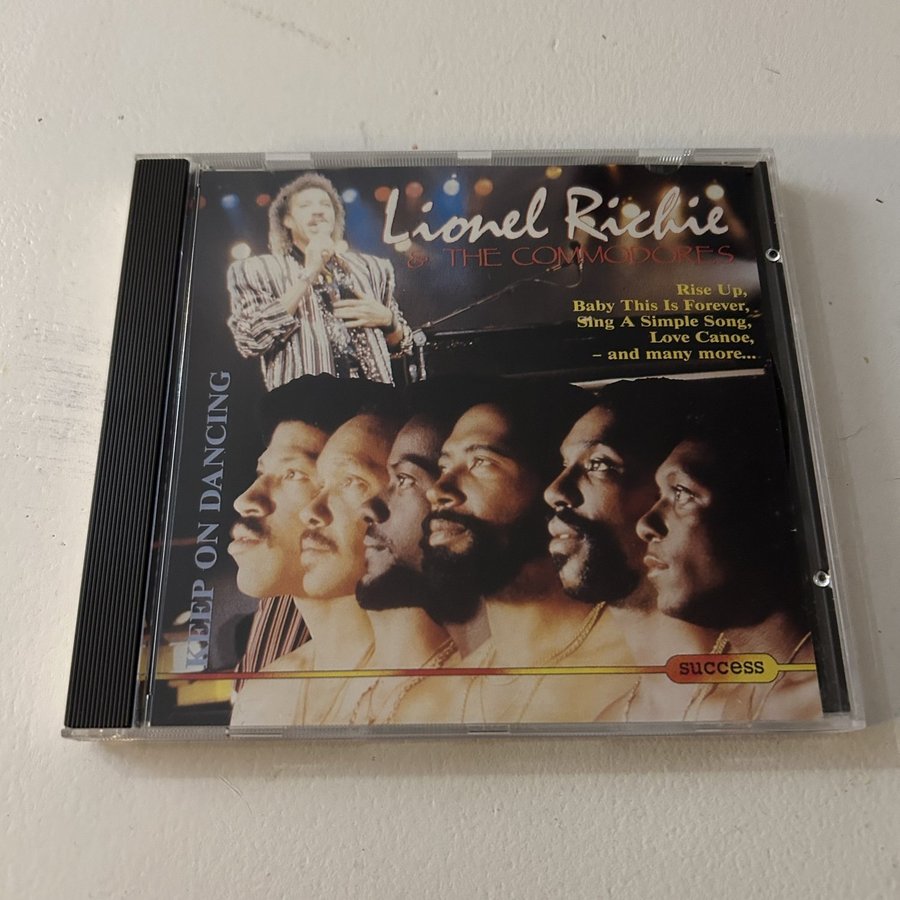 Lionel Richie
& THE COMMODORES
Rise Up,
Baby This Is Forever,
Sing A Simple Song,
Love Canoe,
– and many more...
KEEP ON DANCING
success